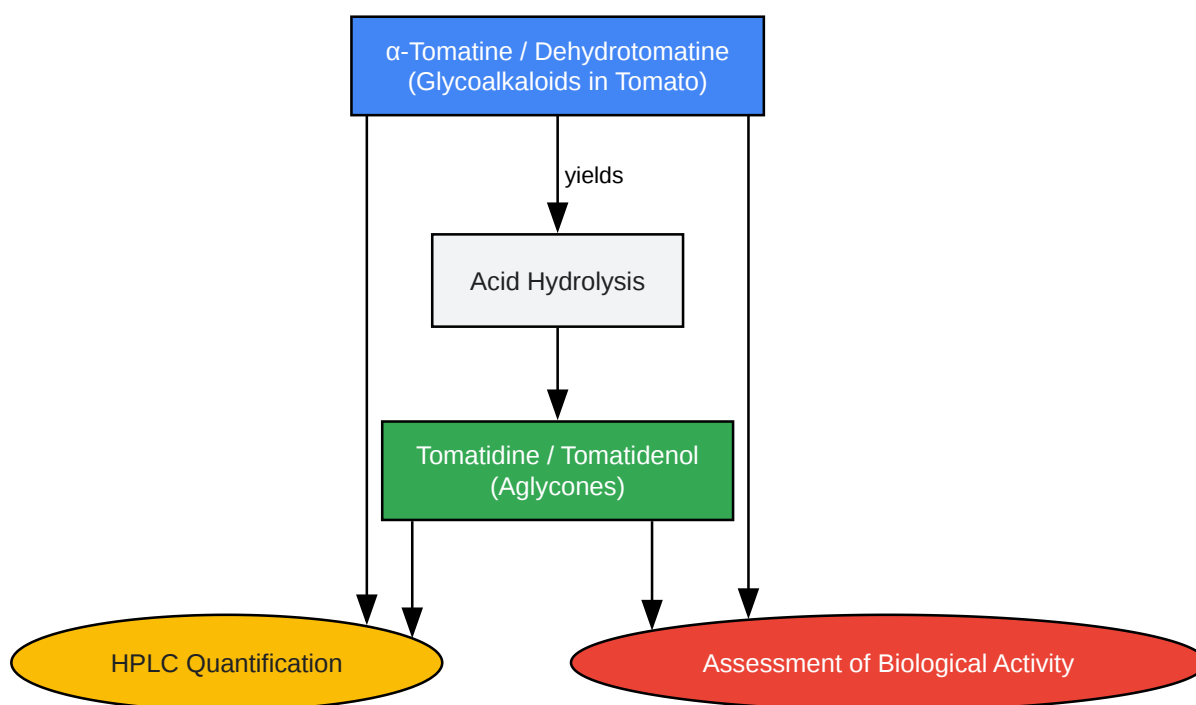 α-Tomatine / Dehydrotomatine
(Glycoalkaloids in Tomato)
yields
Acid Hydrolysis
Tomatidine / Tomatidenol
(Aglycones)
HPLC Quantification
Assessment of Biological Activity